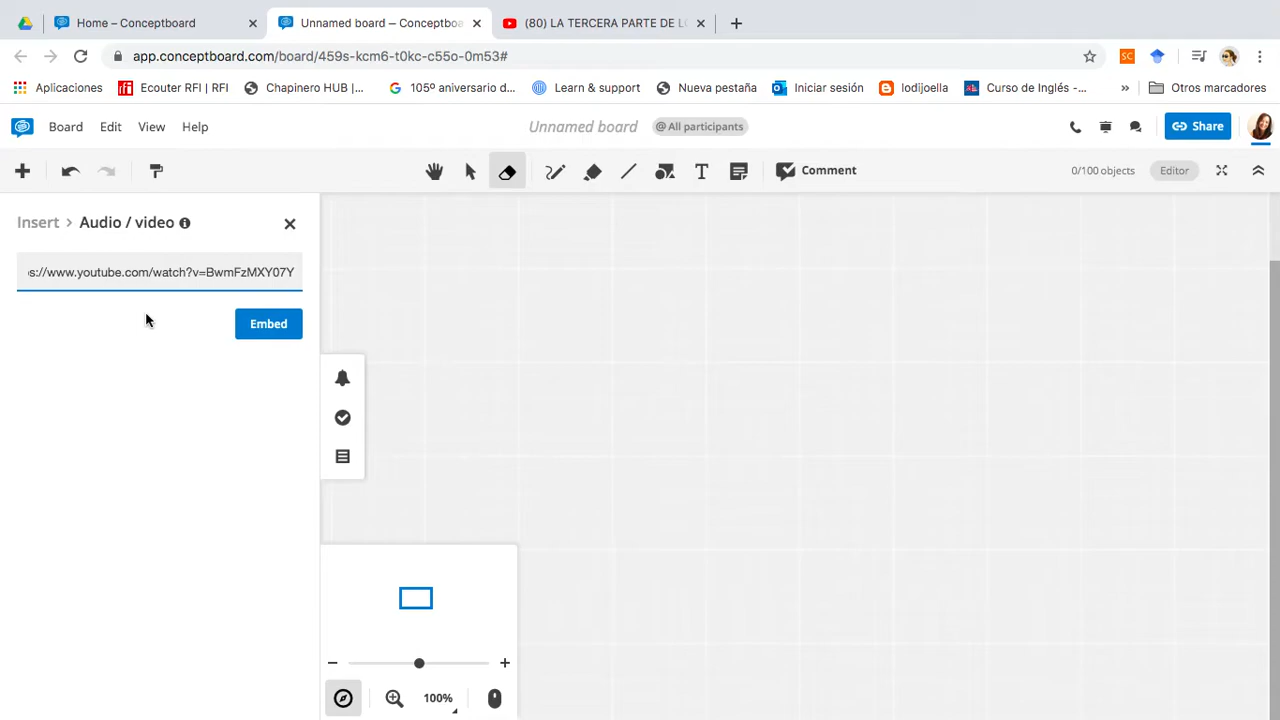 Home – Conceptboard
Unnamed board — Conceptboa
(80) LA TERCERA PARTE DE L
app.conceptboard.com/board/459s-kcm6-t0kc-c55o-0m53#
SC
Aplicaciones
Ecouter RFI | RFI
Chapinero HUB |...
105º aniversario d...
Learn & support
Nueva pestaña
Iniciar sesión
lodijoella
Curso de Inglés -...
»
Otros marcadores
Board
Edit
View
Help
Unnamed board
@ All participants
Share
T
Comment
0/100 objects
Editor
Insert > Audio / video
s://www.youtube.com/watch?v=BwmFzMXY07Y
Embed
100%